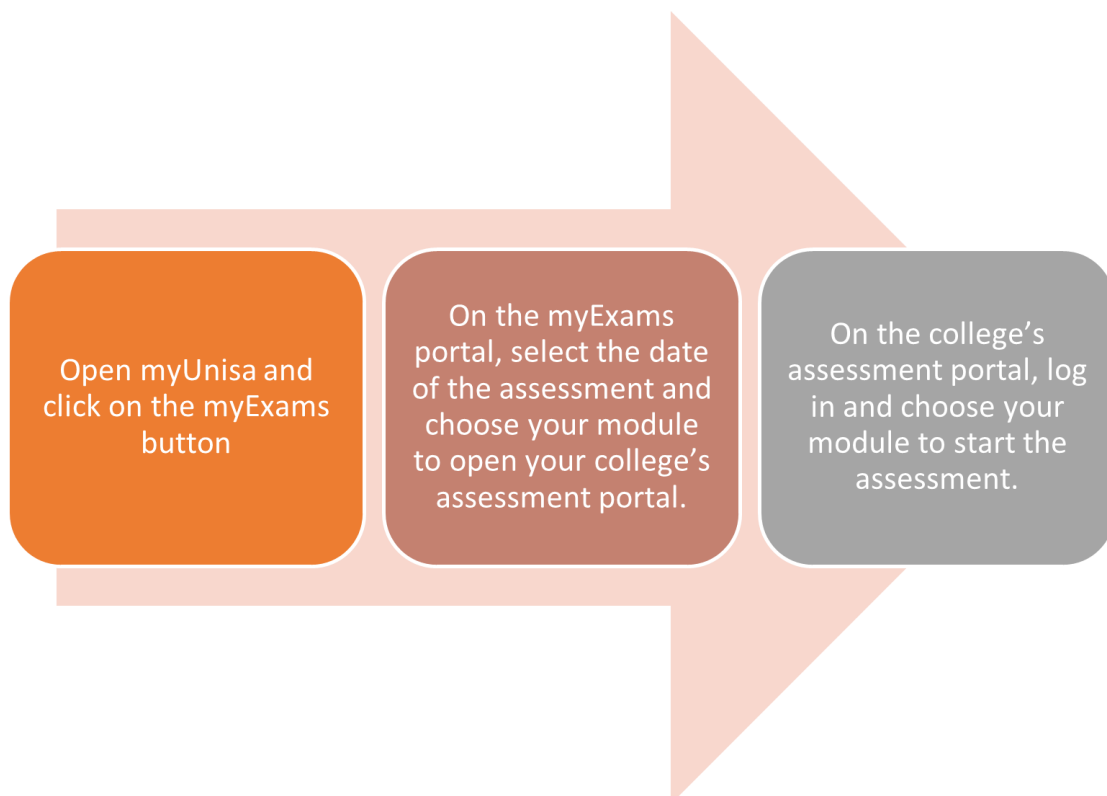 Open myUnisa and
click on the myExams
button
On the myExams
portal, select the date
of the assessment and
choose your module
to open your college’s
assessment portal.
On the college’s
assessment portal, log
in and choose your
module to start the
assessment.